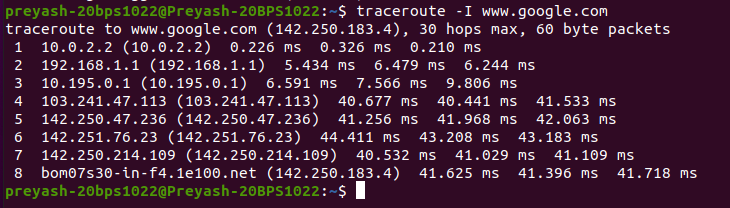 preyash-20bps1022@Preyash-20BPS1022:~$ traceroute -I www.google.com
traceroute to www.google.com (142.250.183.4), 30 hops max, 60 byte packets
 1  10.0.2.2 (10.0.2.2)  0.226 ms  0.326 ms  0.210 ms
 2  192.168.1.1 (192.168.1.1)  5.434 ms  6.479 ms  6.244 ms
 3  10.195.0.1 (10.195.0.1)  6.591 ms  7.566 ms  9.806 ms
 4  103.241.47.113 (103.241.47.113)  40.677 ms  40.441 ms  41.533 ms
 5  142.250.47.236 (142.250.47.236)  41.256 ms  41.968 ms  42.063 ms
 6  142.251.76.23 (142.251.76.23)  44.411 ms  43.208 ms  43.183 ms
 7  142.250.214.109 (142.250.214.109)  40.532 ms  41.029 ms  41.109 ms
 8  bom07s30-in-f4.1e100.net (142.250.183.4)  41.625 ms  41.396 ms  41.718 ms
preyash-20bps1022@Preyash-20BPS1022:~$